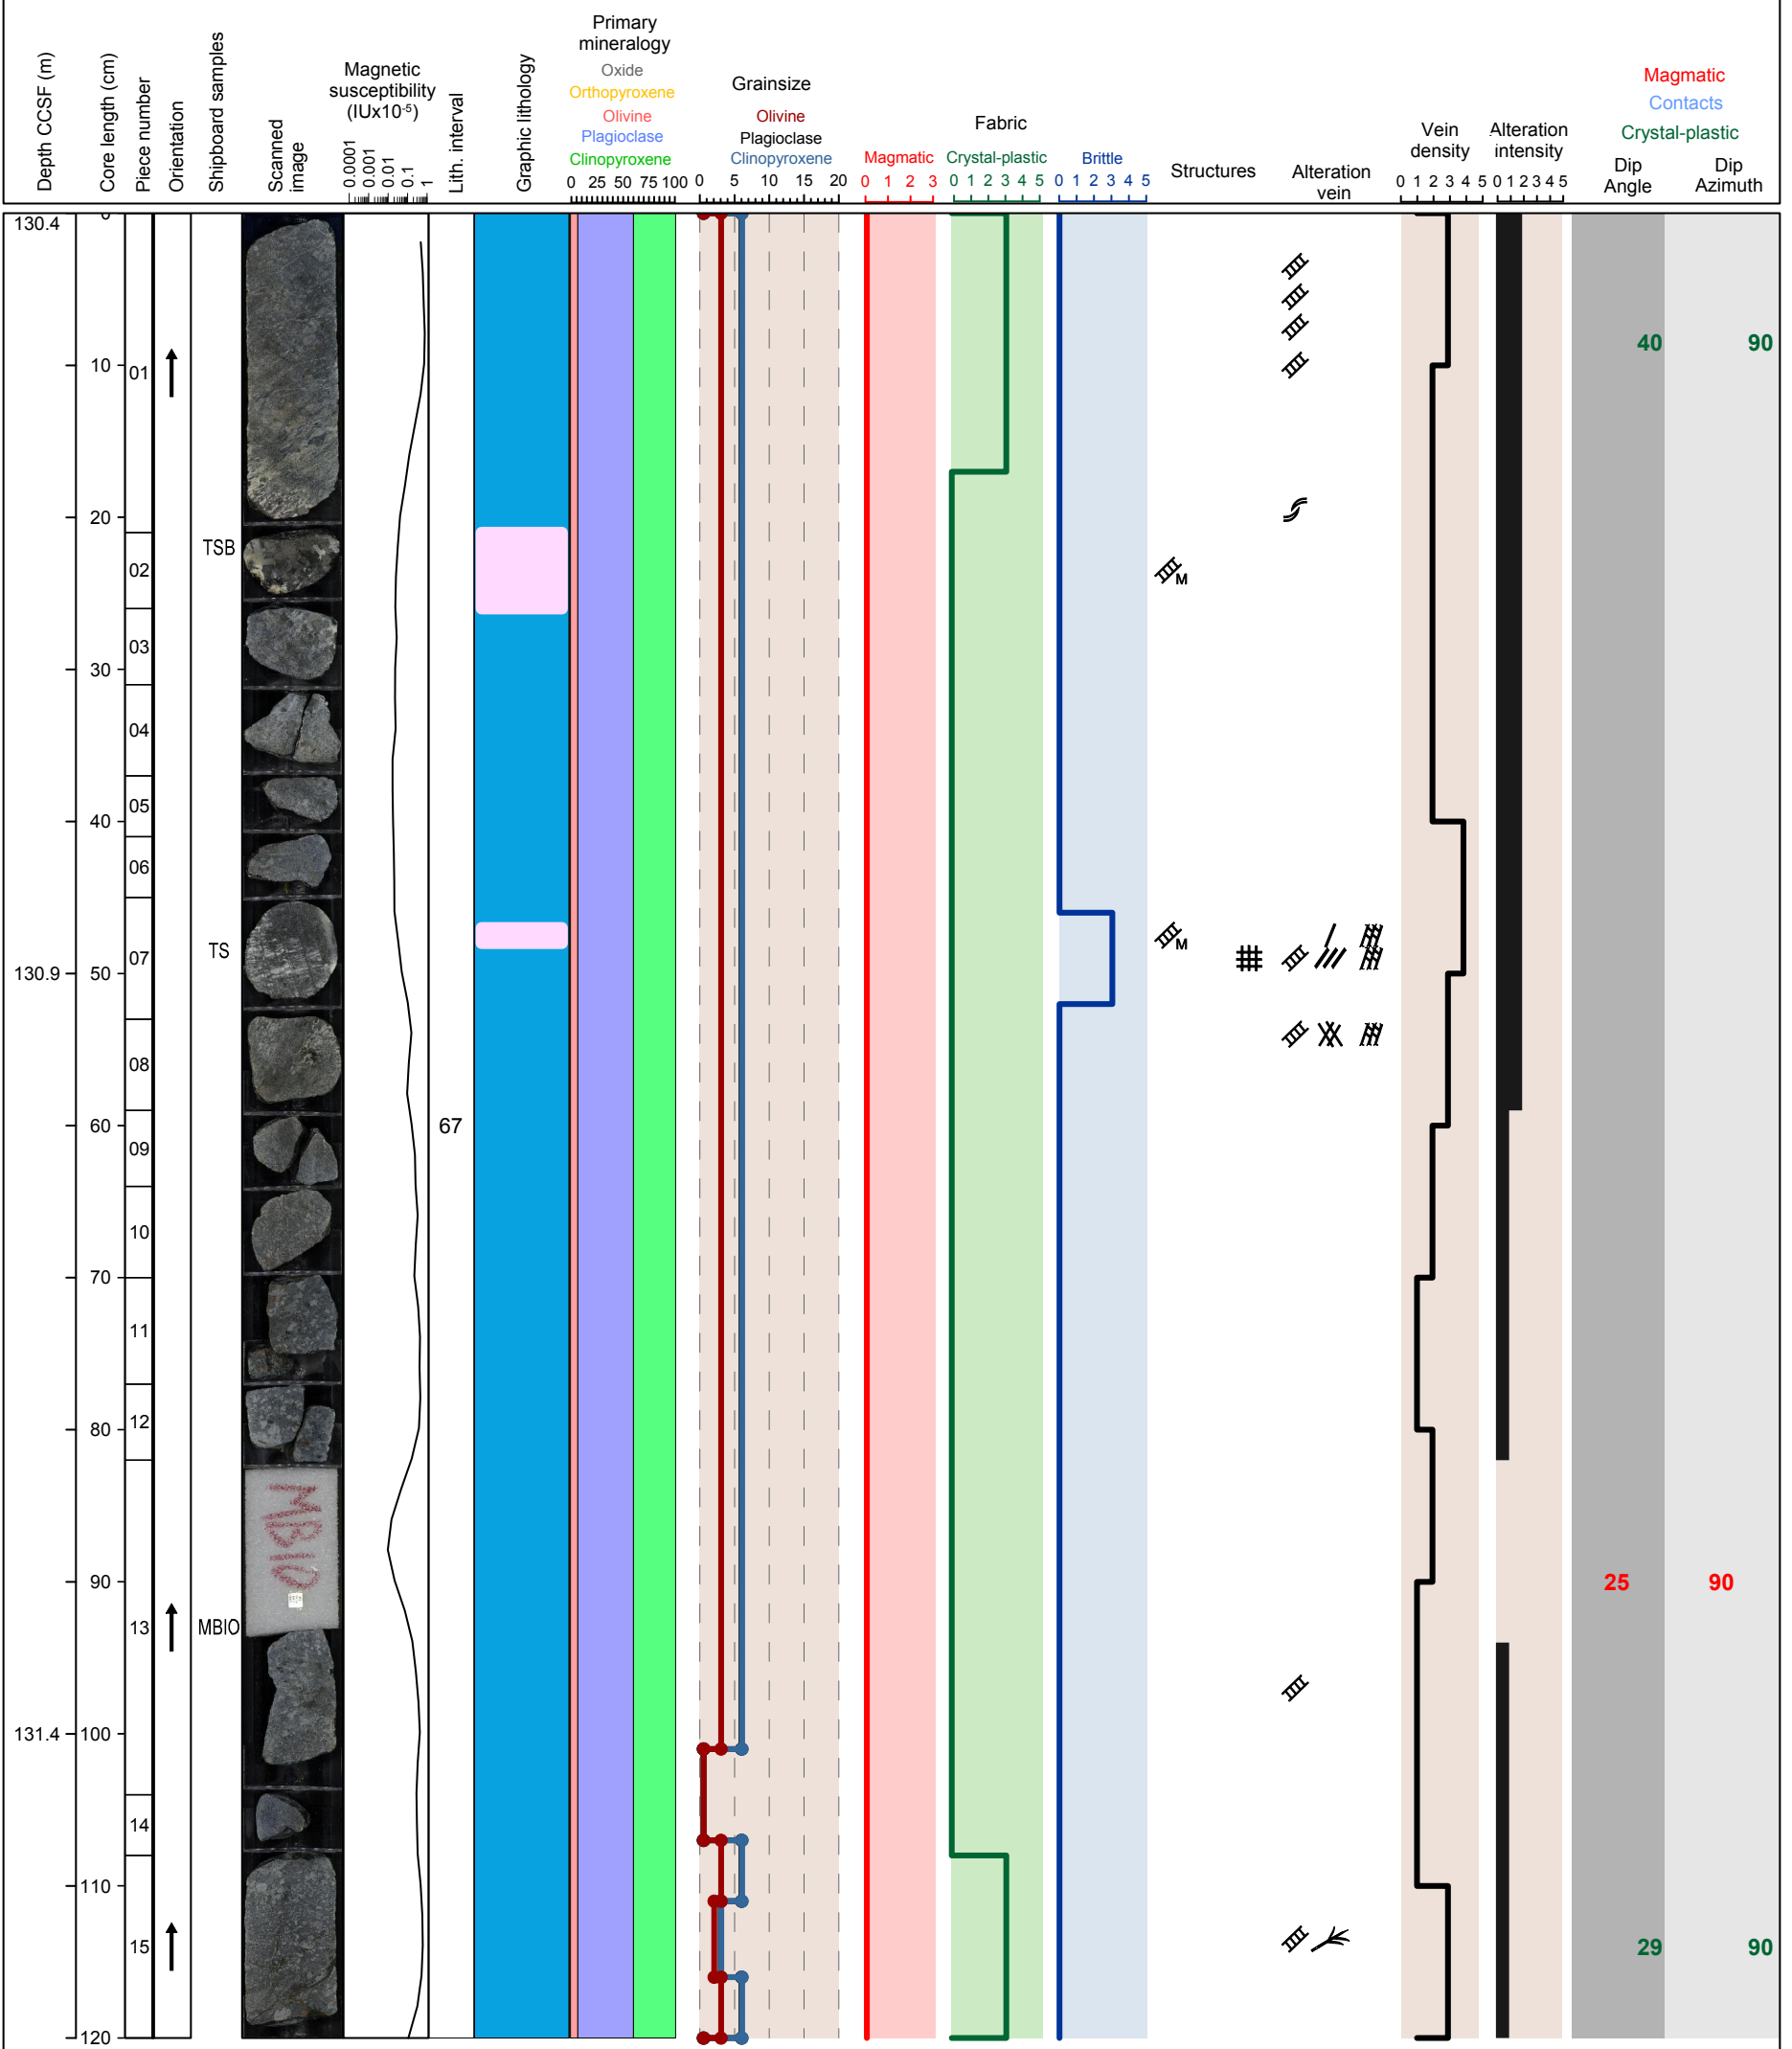 Depth CCSF (m)
Core length (cm)
Piece number
Orientation
Shipboard samples
Scanned
image
Magnetic
susceptibility
(IUx10-5)
0.0001
0.001
0.01
0.1
1
Lith. interval
Graphic lithology
Primary
mineralogy
Oxide
Orthopyroxene
Olivine
Plagioclase
Clinopyroxene
0 25 50 75 100
Grainsize
Olivine
Plagioclase
Clinopyroxene
0 5 10 15 20
Fabric
Magmatic
0 1 2 3
Crystal-plastic
0 1 2 3 4 5
Brittle
0 1 2 3 4 5
Structures
Alteration
vein
Vein
density
0 1 2 3 4 5
Alteration
intensity
0 1 2 3 4 5
Magmatic
Contacts
Crystal-plastic
Dip
Angle
Dip
Azimuth
130.4 0
40 90
10 01
20
TSB
02 M
03
30
04
05
40
06
M
TS
130.9 50 07
08
60 67
09
10
70
11
12
80
MBIO
90 25 90
13 MBIO
131.4 100
14
110
15 29 90
120